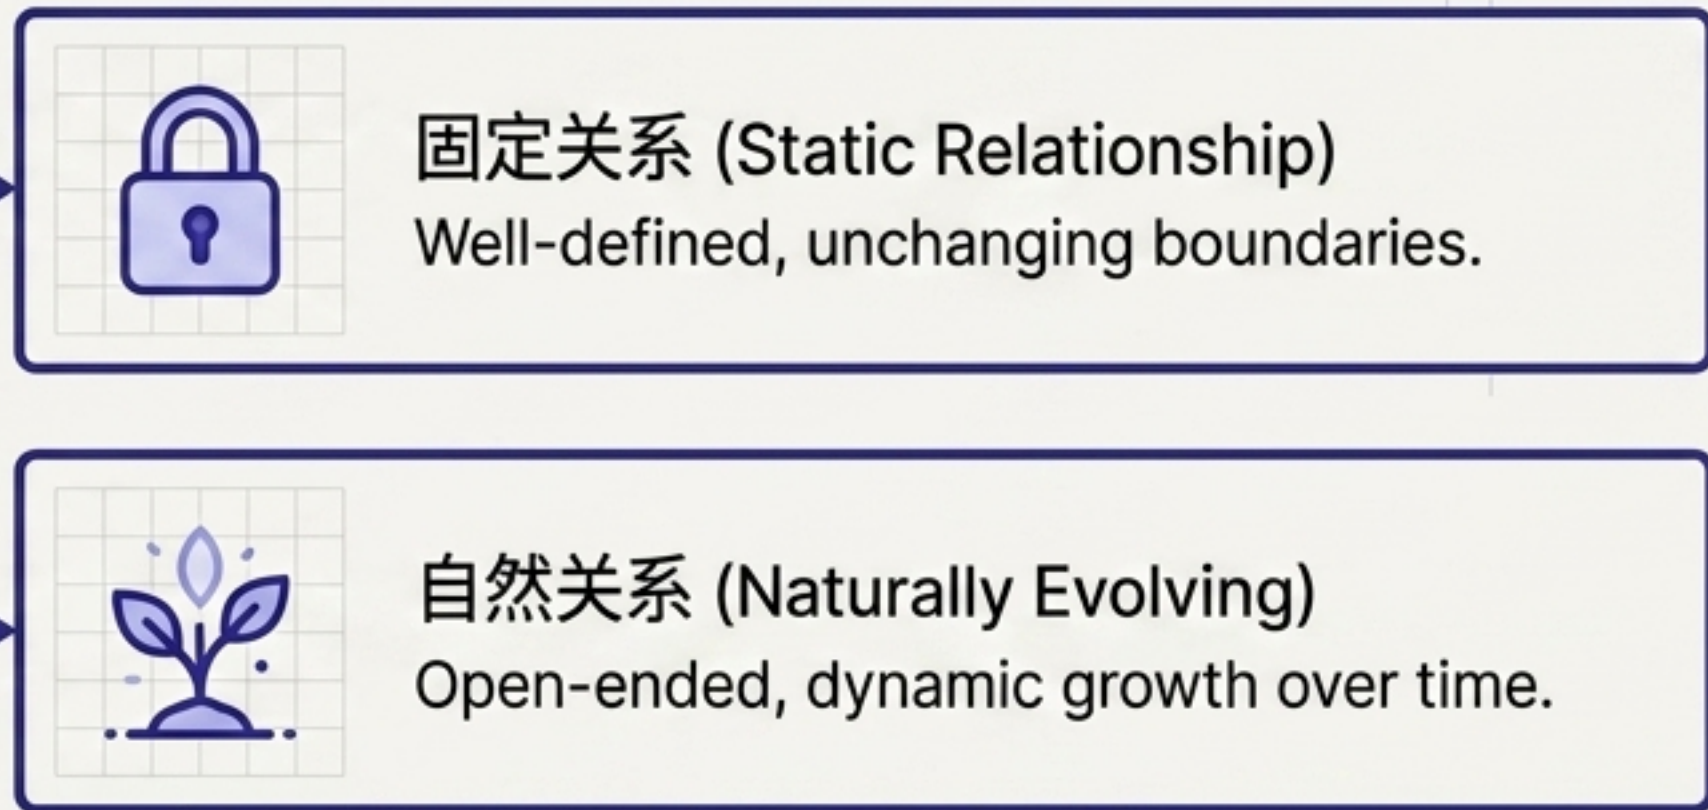 固定关系 (Static Relationship)
Well-defined, unchanging boundaries.
自然关系 (Naturally Evolving)
Open-ended, dynamic growth over time.